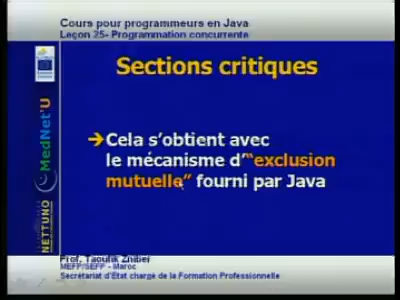 Cours pour programmeurs en Java
Leçon 25- Programmation concurrente
Sections critiques
Cela s'obtient avec
le mécanisme d'“exclusion
mutuelle” fourni par Java
MedNet'U
NETTUNO
Prof. Taoufik Zniber
MEFP/SEFP - Maroc
Secrétariat d'Etat chargé de la Formation Professionnelle